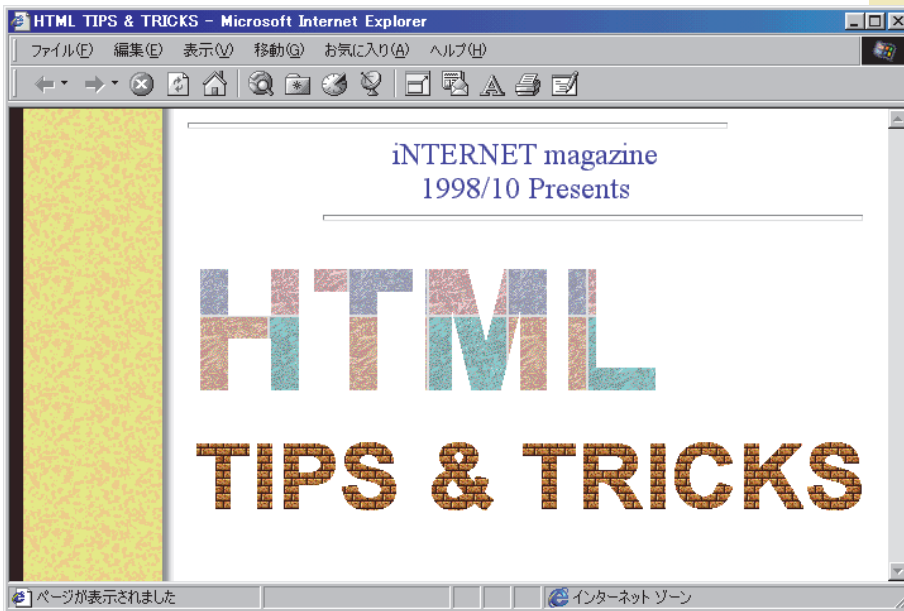 HTML TIPS & TRICKS - Microsoft Internet Explorer
ファイル(F) 編集(E) 表示(V) 移動(G) お気に入り(A) ヘルプ(H)
iNTERNET magazine
1998/10 Presents
HTML
TIPS & TRICKS
ページが表示されました
インターネット ゾーン